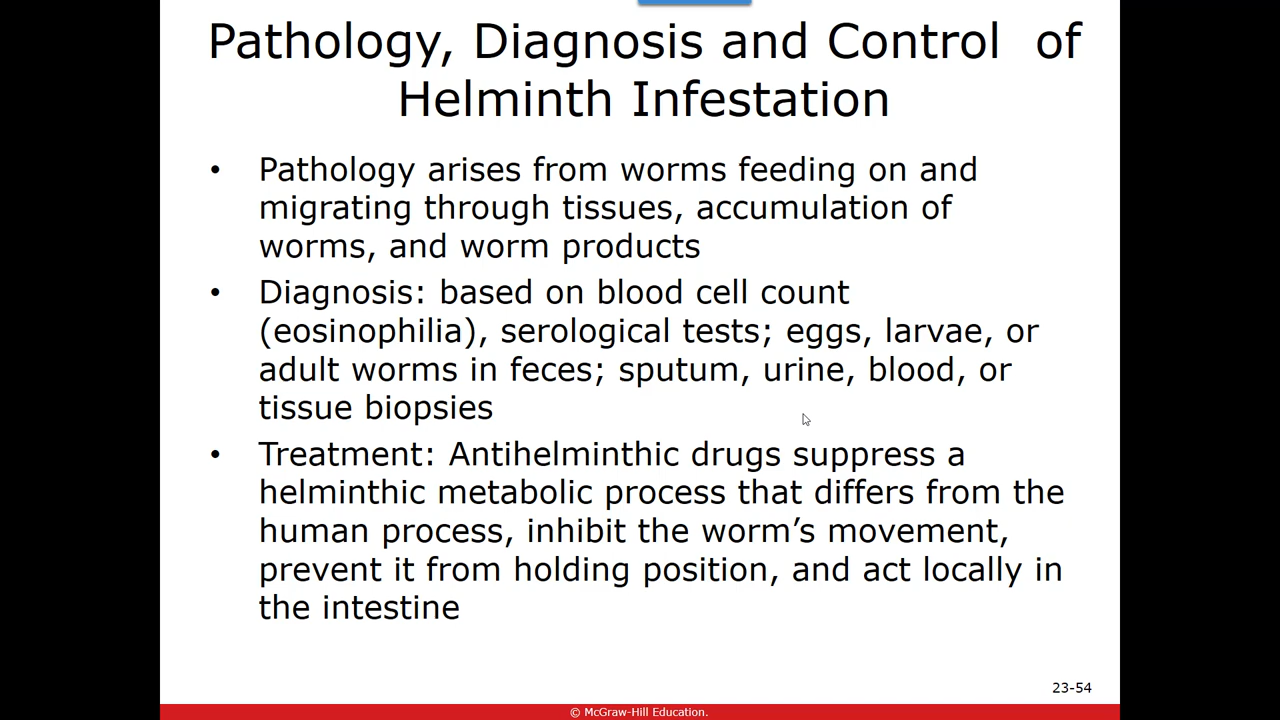 Pathology, Diagnosis and Control of
Helminth Infestation
• Pathology arises from worms feeding on and
migrating through tissues, accumulation of
worms, and worm products
• Diagnosis: based on blood cell count
(eosinophilia), serological tests; eggs, larvae, or
adult worms in feces; sputum, urine, blood, or
tissue biopsies
• Treatment: Antihelminthic drugs suppress a
helminthic metabolic process that differs from the
human process, inhibit the worm’s movement,
prevent it from holding position, and act locally in
the intestine
23-54
© McGraw-Hill Education.